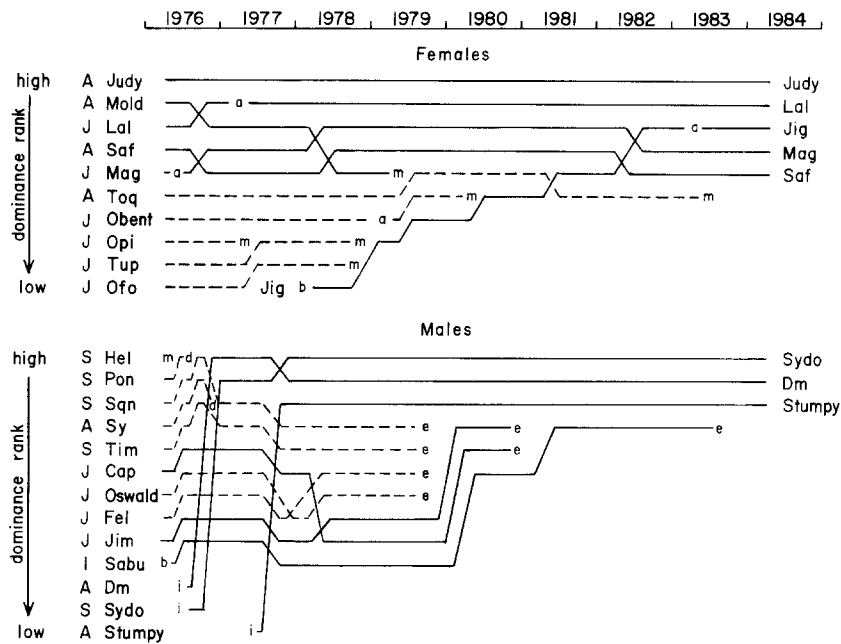 1976 1977 1978 1979 1980 1981 1982 1983 1984
Females
high A Judy Judy
A Mold a Lal
J Lal a Jig
A Saf Mag
J Mag a m Saf
A Toq m
J Obent a m
J Opi m m
J Tup m
low J Ofo Jig b
dominance rank
Males
high S Hel m d Sydo
S Pon Dm
S Sqn d e Stumpy
A Sy e e e
S Tim e e
J Cap e
J Oswald e
J Fel
J Jim
I Sabu b
A Dm i
S Sydo i
low A Stumpy i
dominance rank